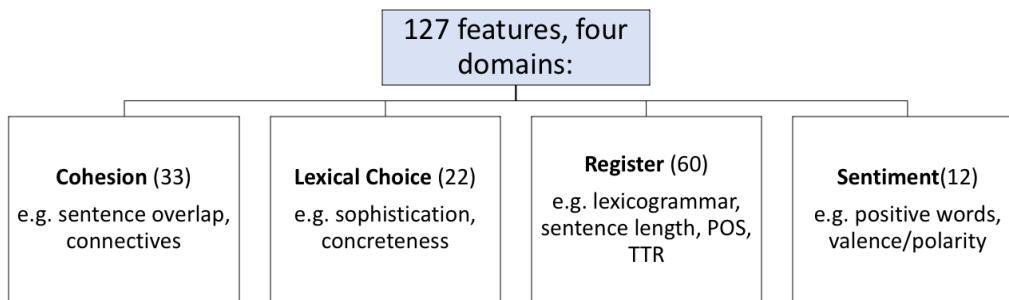 127 features, four
domains:
Cohesion (33)
e.g. sentence overlap,
connectives
Lexical Choice (22)
e.g. sophistication,
concreteness
Register (60)
e.g. lexicogrammar,
sentence length, POS,
TTR
Sentiment(12)
e.g. positive words,
valence/polarity